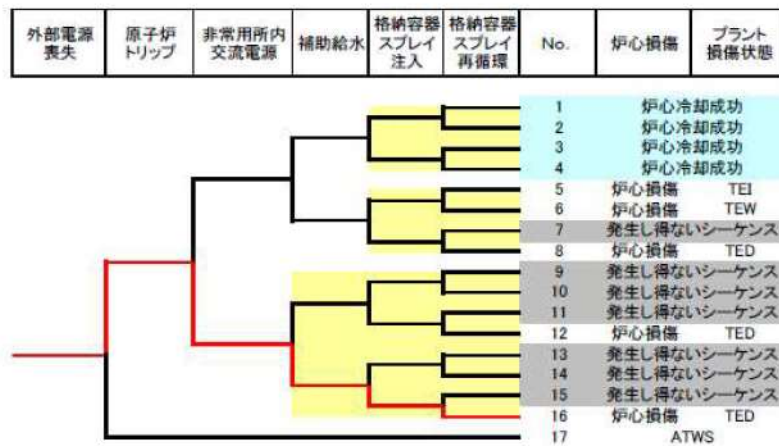 外部電源喪失 原子炉トリップ 非常用所内交流電源 補助給水 格納容器スプレイ注入 格納容器スプレイ再循環 No. 炉心損傷 プラント損傷状態
1 炉心冷却成功
2 炉心冷却成功
3 炉心冷却成功
4 炉心冷却成功
5 炉心損傷 TEI
6 炉心損傷 TEW
7 発生し得ないシーケンス
8 炉心損傷 TED
9 発生し得ないシーケンス
10 発生し得ないシーケンス
11 発生し得ないシーケンス
12 炉心損傷 TED
13 発生し得ないシーケンス
14 発生し得ないシーケンス
15 発生し得ないシーケンス
16 炉心損傷 TED
17 ATWS